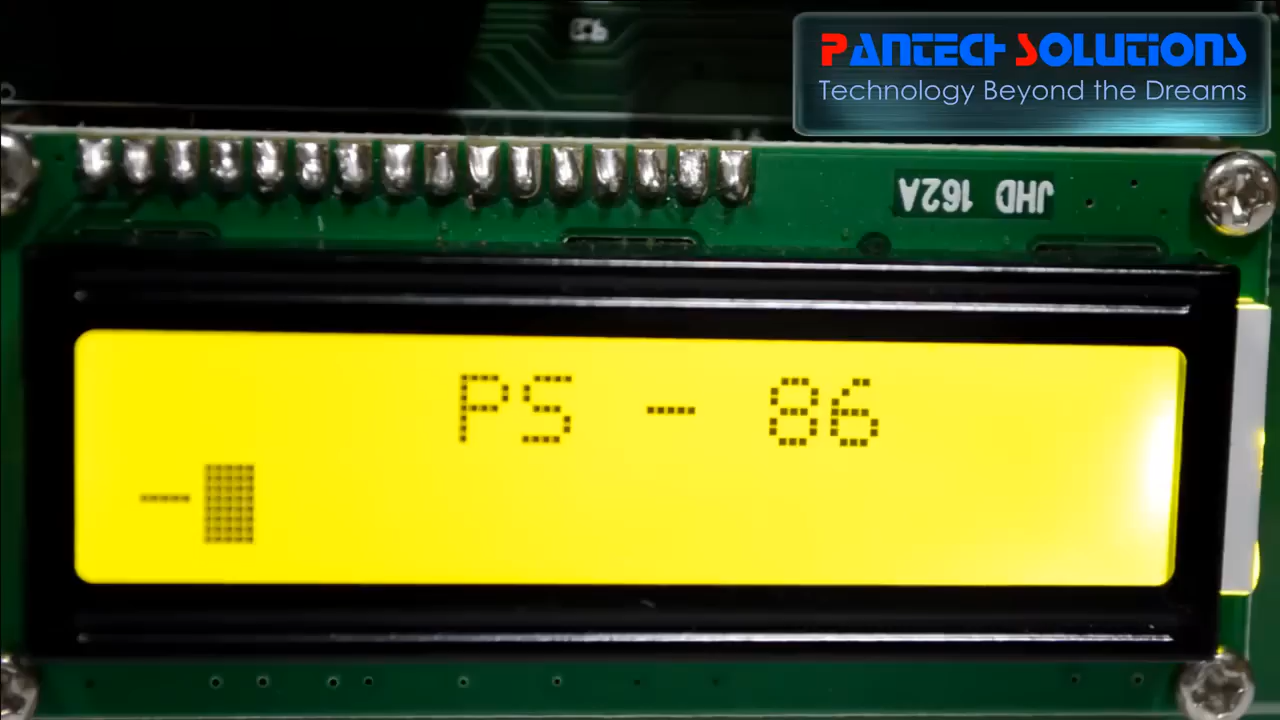 PANTECH SOLUTIONS
Technology Beyond the Dreams
JHD 162A
PS - 86
-